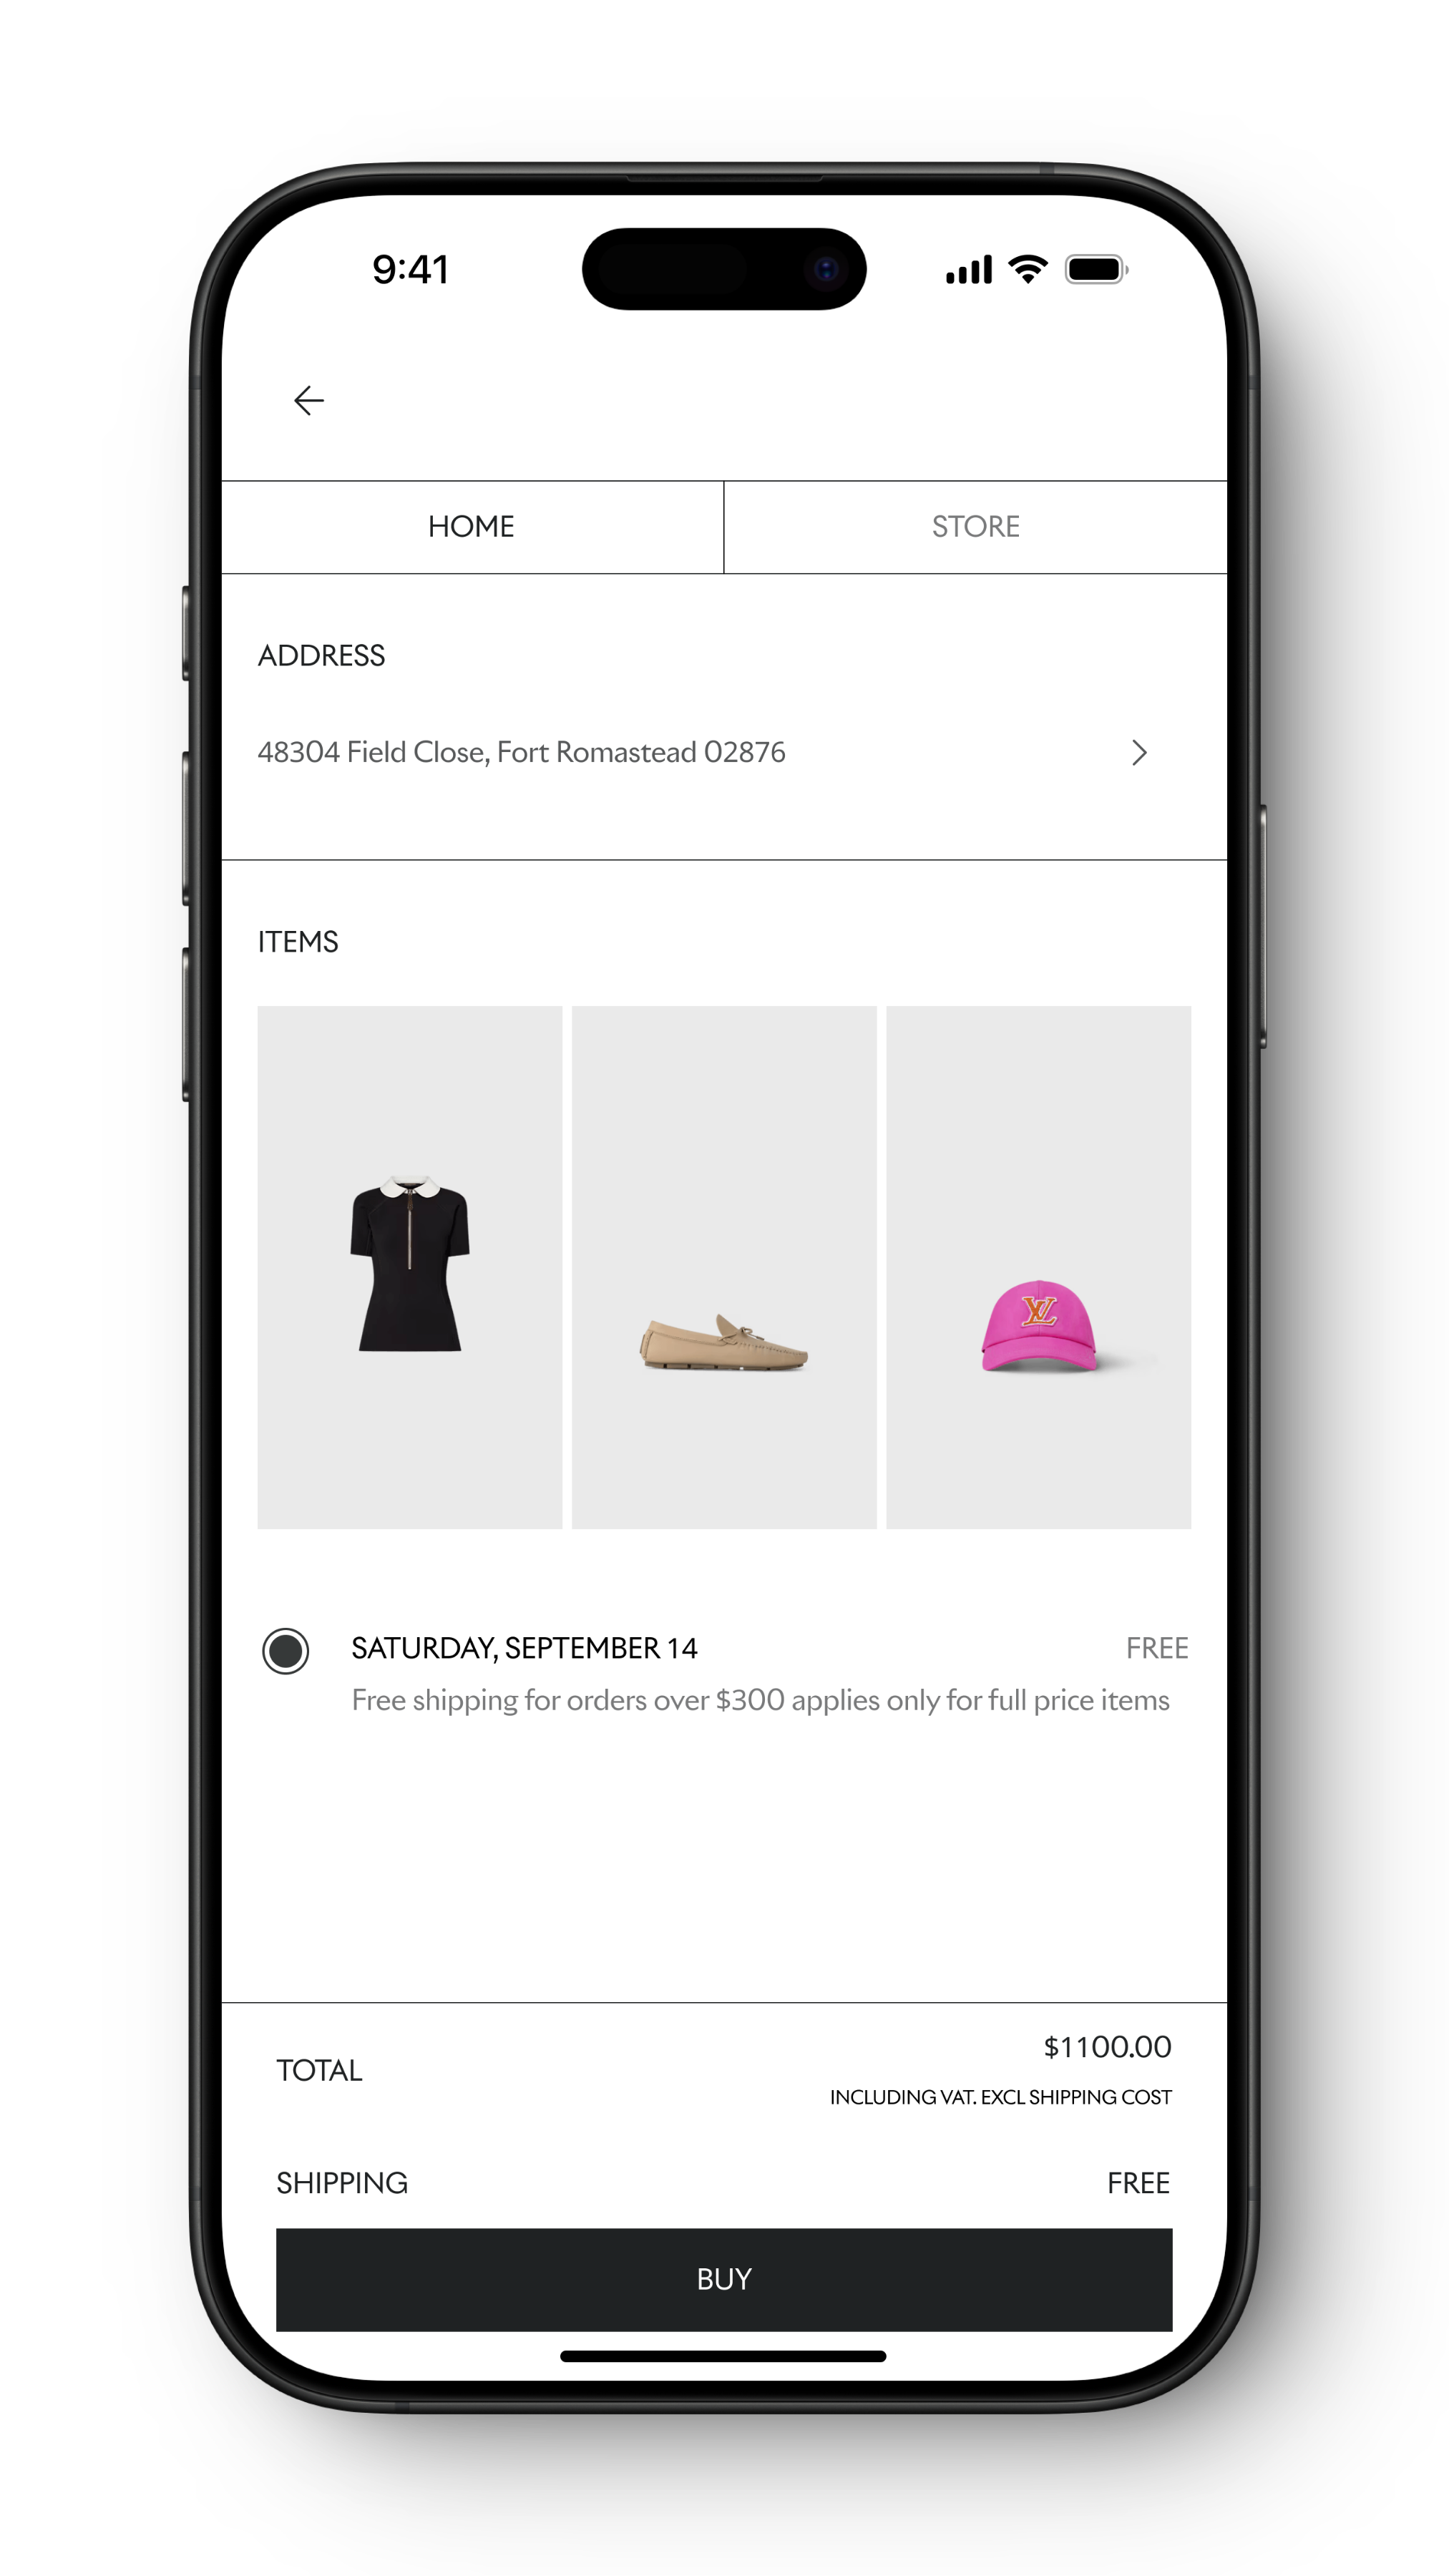 9:41
HOME
STORE
ADDRESS
48304 Field Close, Fort Romastead 02876
ITEMS
LV
SATURDAY, SEPTEMBER 14
FREE
Free shipping for orders over $300 applies only for full price items
TOTAL
$1100.00
INCLUDING VAT. EXCL SHIPPING COST
SHIPPING
FREE
BUY